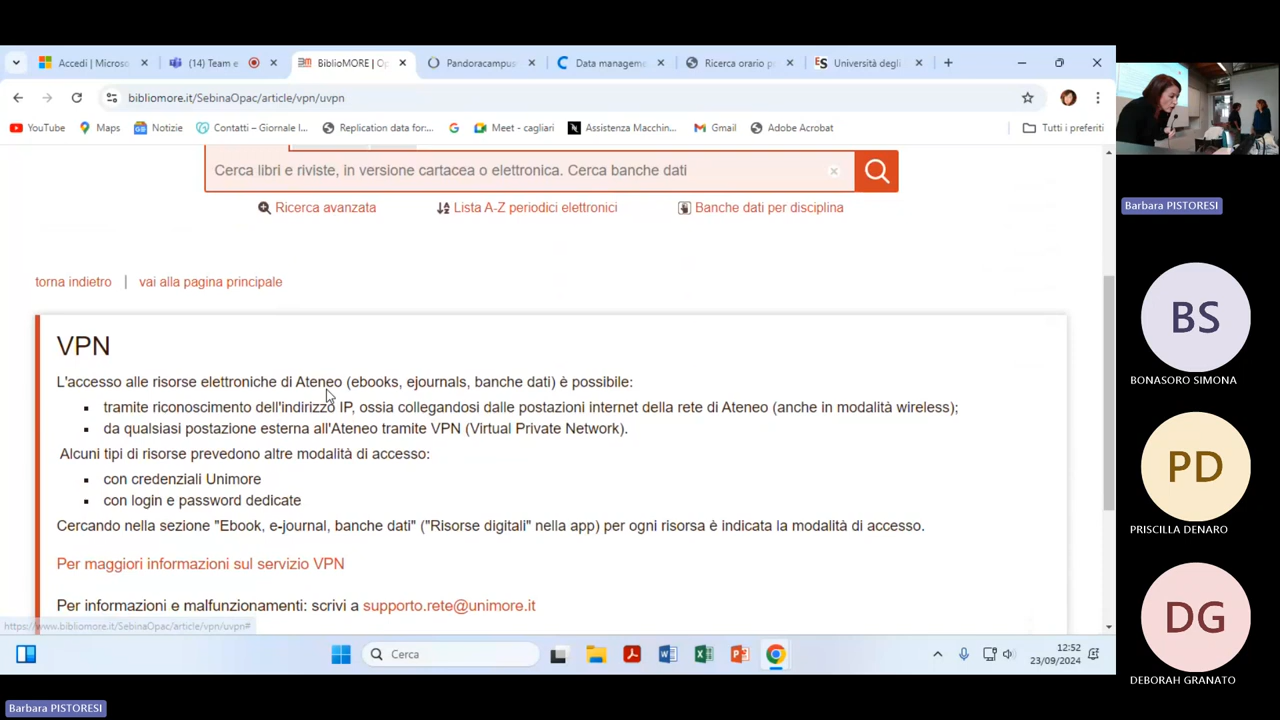 Accedi | Microso
(14) Team e
BiblioMORE | O
Pandoracampus
Data managem
Ricerca orario p
ES
Università degl
bibliomore.it/SebinaOpac/article/vpn/uvpn
YouTube
Maps
Notizie
Contatti – Giornale I...
Replication data for:...
Meet - cagliari
Assistenza Macchin...
Gmail
Adobe Acrobat
Tutti i preferiti
Cerca libri e riviste, in versione cartacea o elettronica. Cerca banche dati
Ricerca avanzata
Lista A-Z periodici elettronici
Banche dati per disciplina
torna indietro | vai alla pagina principale
VPN
L'accesso alle risorse elettroniche di Ateneo (ebooks, ejournals, banche dati) è possibile:
tramite riconoscimento dell'indirizzo IP, ossia collegandosi dalle postazioni internet della rete di Ateneo (anche in modalità wireless);
da qualsiasi postazione esterna all'Ateneo tramite VPN (Virtual Private Network).
Alcuni tipi di risorse prevedono altre modalità di accesso:
con credenziali Unimore
con login e password dedicate
Cercando nella sezione "Ebook, e-journal, banche dati" ("Risorse digitali" nella app) per ogni risorsa è indicata la modalità di accesso.
Per maggiori informazioni sul servizio VPN
Per informazioni e malfunzionamenti: scrivi a supporto.rete@unimore.it
https://www.bibliomore.it/SebinaOpac/article/vpn/uvpn#
Cerca
12:52
23/09/2024
Barbara PISTORESI
Barbara PISTORESI
BS
BONASORO SIMONA
PD
PRISCILLA DENARO
DG
DEBORAH GRANATO